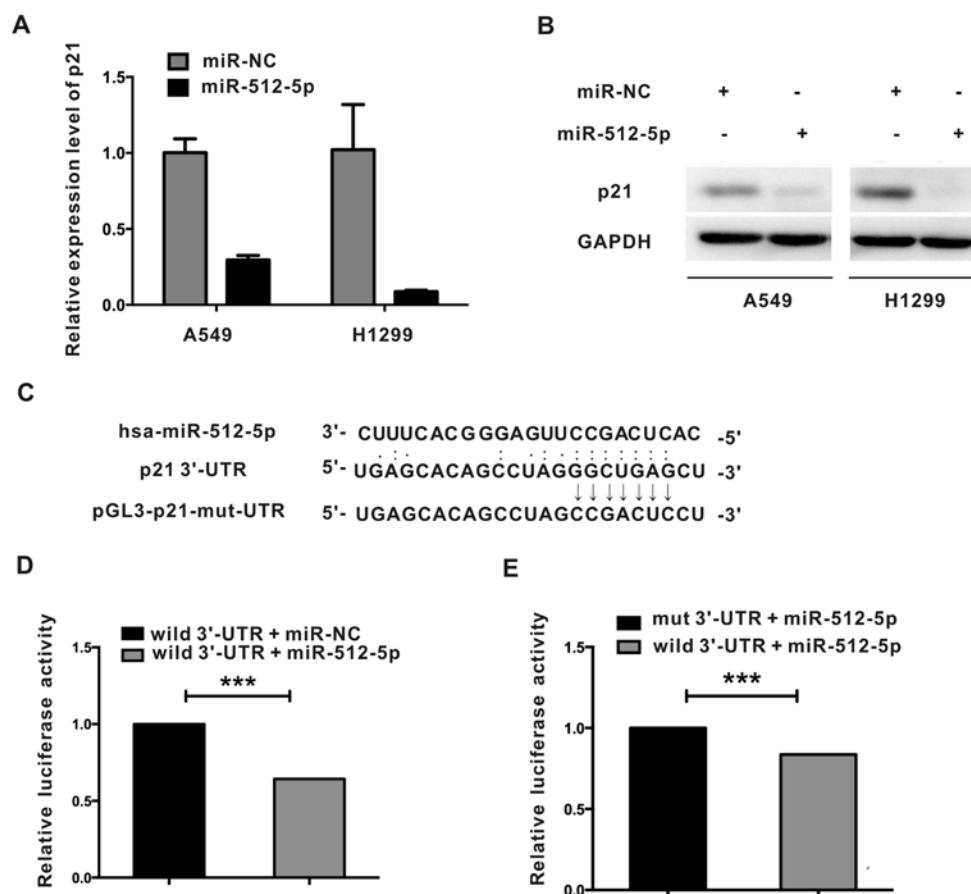 A
miR-NC
miR-512-5p
Relative expression level of p21
1.5
1.0
0.5
0.0
A549 H1299
B
miR-NC + - + -
miR-512-5p - + - +
p21
GAPDH
A549 H1299
C
hsa-miR-512-5p 3'- CUUUCACGGGAGUUCCGACUCAC -5'
p21 3'-UTR 5'- UGAGCACAGCCUAGGGCUGAGCU -3'
pGL3-p21-mut-UTR 5'- UGAGCACAGCCUAGCCGACUCCU -3'
D
wild 3'-UTR + miR-NC
wild 3'-UTR + miR-512-5p
Relative luciferase activity
1.5
1.0
0.5
0.0
***
E
mut 3'-UTR + miR-512-5p
wild 3'-UTR + miR-512-5p
Relative luciferase activity
1.5
1.0
0.5
0.0
***